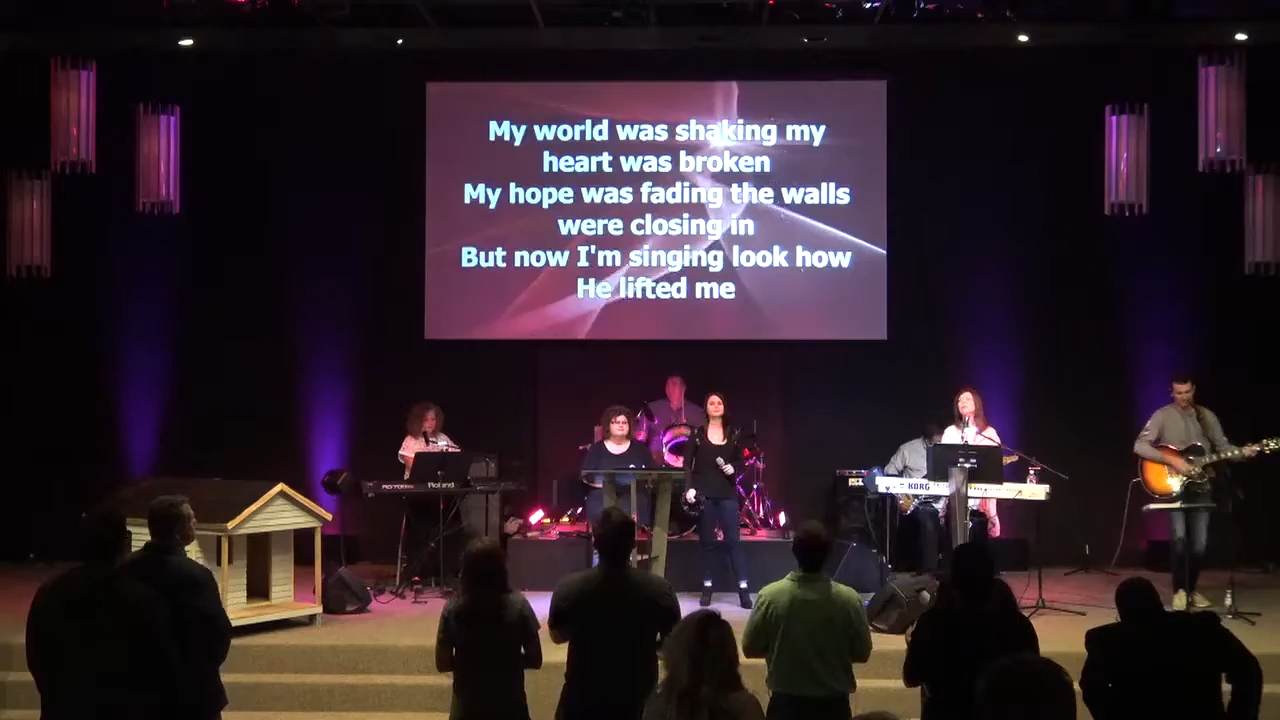 My world was shaking my
heart was broken
My hope was fading the walls
were closing in
But now I'm singing look how
He lifted me
Roland
KORG